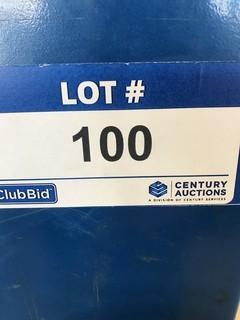 LOT #
100
ClubBid
CENTURY
AUCTIONS
A DIVISION OF CENTURY SERVICES